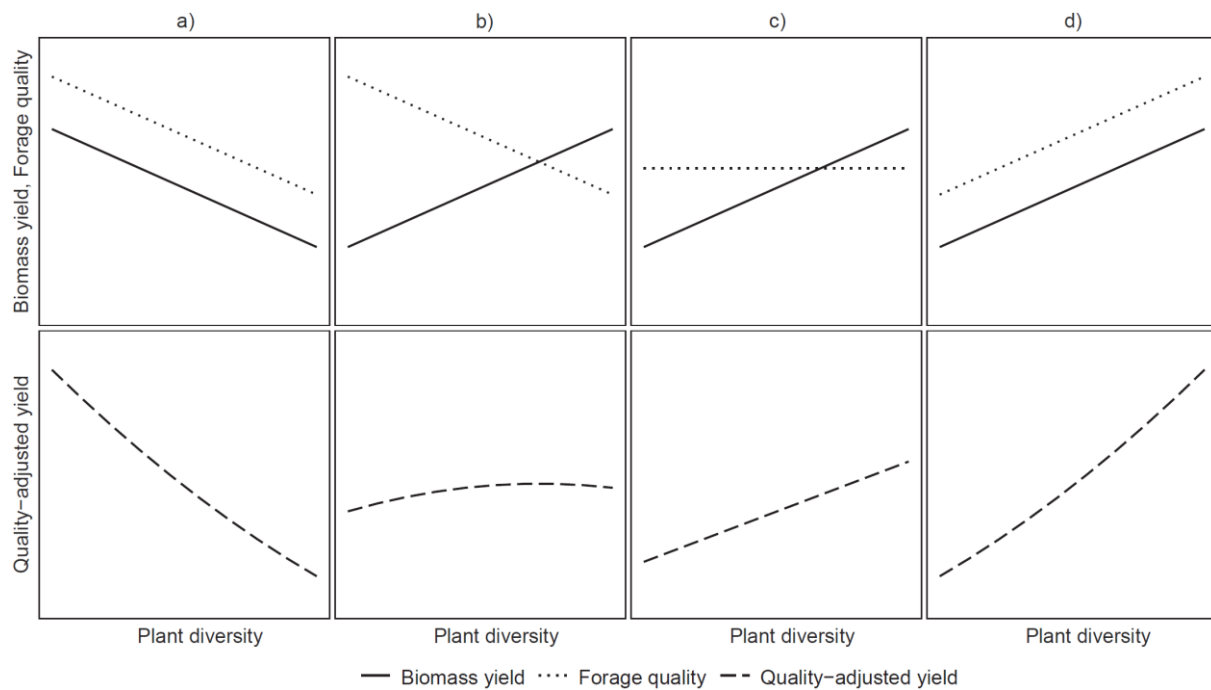 a)
b)
c)
d)
Biomass yield, Forage quality
Quality−adjusted yield
Plant diversity
Plant diversity
Plant diversity
Plant diversity
Biomass yield
Forage quality
Quality−adjusted yield